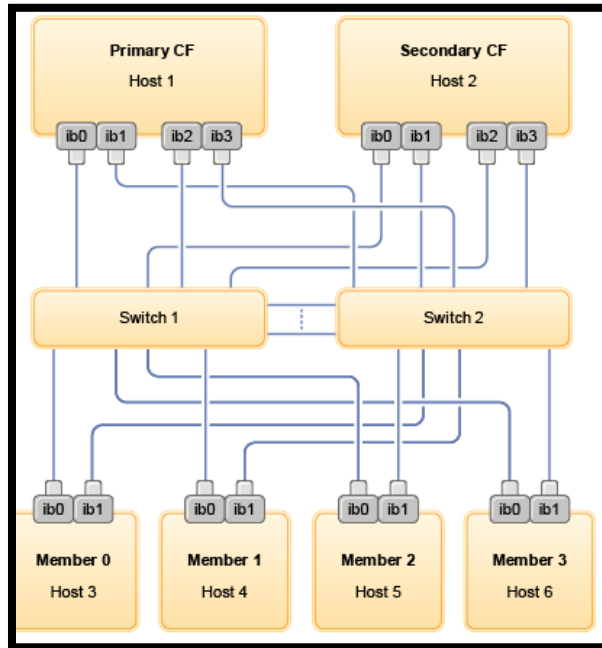 Primary CF
Host 1
Secondary CF
Host 2
ib0 ib1 ib2 ib3
ib0 ib1 ib2 ib3
Switch 1
Switch 2
ib0 ib1
ib0 ib1
ib0 ib1
ib0 ib1
Member 0
Host 3
Member 1
Host 4
Member 2
Host 5
Member 3
Host 6